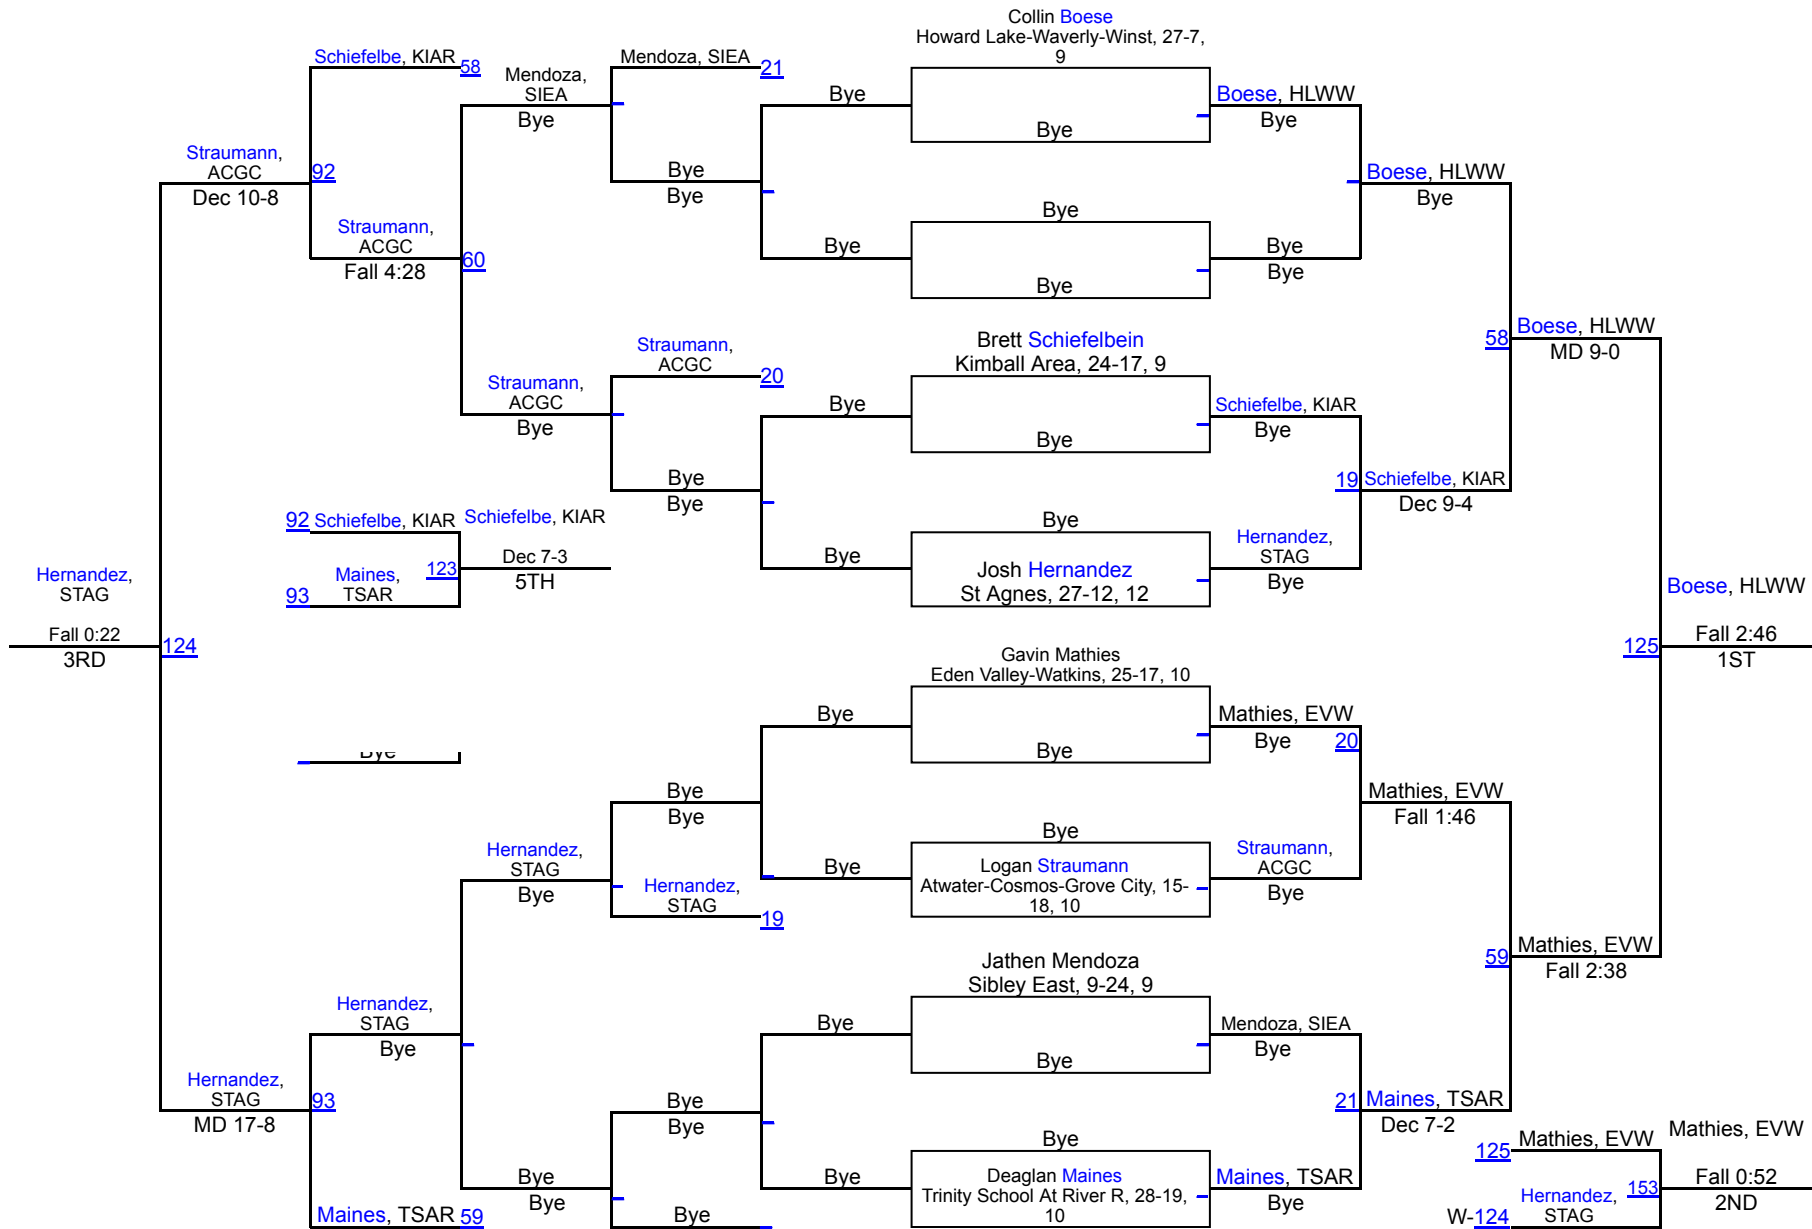 Collin Boese
Howard Lake-Waverly-Winst, 27-7,
9
Schiefelbe, KIAR 58
Mendoza,
SIEA
Bye
Mendoza, SIEA 21
Bye
Boese, HLWW
Bye
Bye
Straumann,
ACGC
Dec 10-8
92
Bye
Bye
Boese, HLWW
Bye
Straumann,
ACGC
Fall 4:28
60
Bye
Bye
Bye
Bye
Bye
Brett Schiefelbein
Kimball Area, 24-17, 9
58
Boese, HLWW
MD 9-0
Straumann,
ACGC
20
Straumann,
ACGC
Bye
Bye
Bye
Schiefelbe, KIAR
Bye
Bye
Bye
19
Schiefelbe, KIAR
Dec 9-4
92
Schiefelbe, KIAR
Schiefelbe, KIAR
Bye
Hernandez,
STAG
Bye
Bye
Josh Hernandez
St Agnes, 27-12, 12
Dec 7-3
5TH
123
93
Maines,
TSAR
Hernandez,
STAG
Fall 0:22
3RD
124
Boese, HLWW
Fall 2:46
1ST
125
Gavin Mathies
Eden Valley-Watkins, 25-17, 10
Bye
Bye
Mathies, EVW
Bye
20
Bye
Bye
Bye
Mathies, EVW
Fall 1:46
Hernandez,
STAG
Bye
Bye
Bye
Logan Straumann
Atwater-Cosmos-Grove City, 15-
18, 10
Straumann,
ACGC
Bye
Hernandez,
STAG
19
Jathen Mendoza
Sibley East, 9-24, 9
59
Mathies, EVW
Fall 2:38
Hernandez,
STAG
Bye
Bye
Bye
Mendoza, SIEA
Bye
Hernandez,
STAG
MD 17-8
93
Bye
Bye
21
Maines, TSAR
Dec 7-2
Bye
Deaglan Maines
Trinity School At River R, 28-19,
10
Bye
Maines, TSAR
Bye
Bye
Bye
Maines, TSAR 59
Bye
125
Mathies, EVW
Mathies, EVW
Fall 0:52
2ND
153
W-124
Hernandez,
STAG